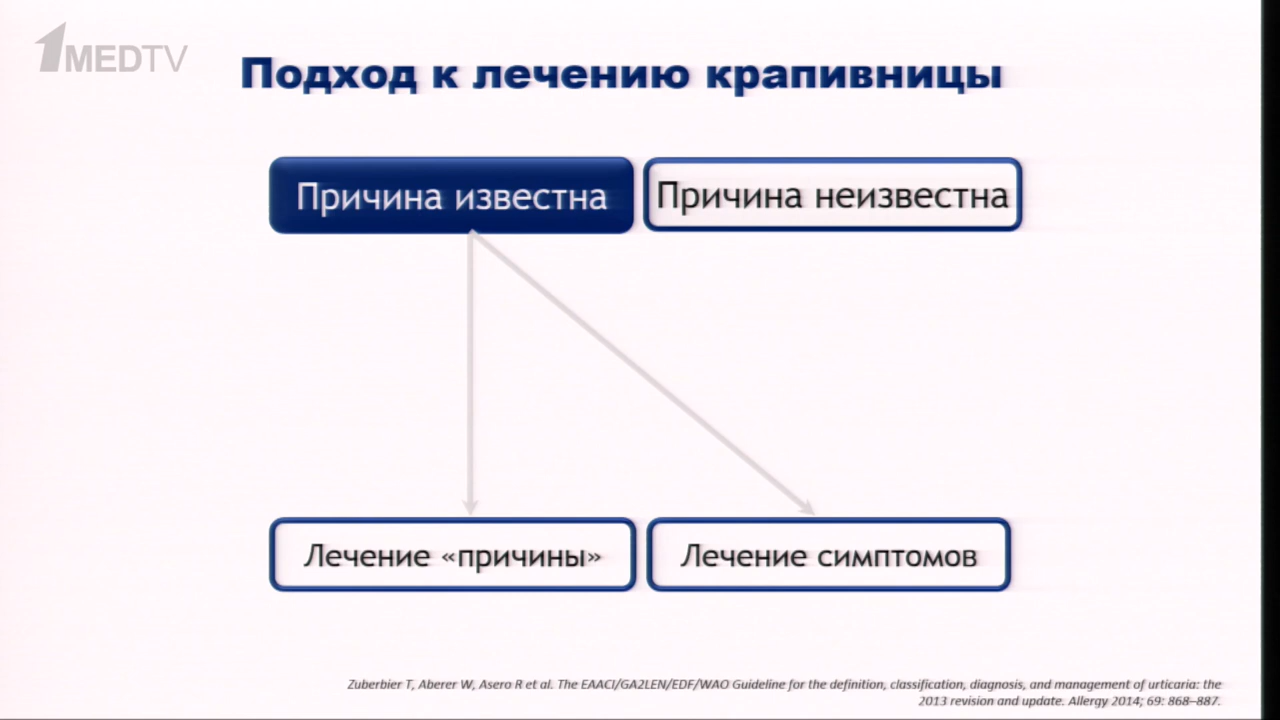 1MEDTV
Подход к лечению крапивницы
Причина известна
Причина неизвестна
Лечение «причины»
Лечение симптомов
Zuberbier T, Aberer W, Asero R et al. The EAACI/GA2LEN/EDF/WAO Guideline for the definition, classification, diagnosis, and management of urticaria: the
2013 revision and update. Allergy 2014; 69: 868–887.